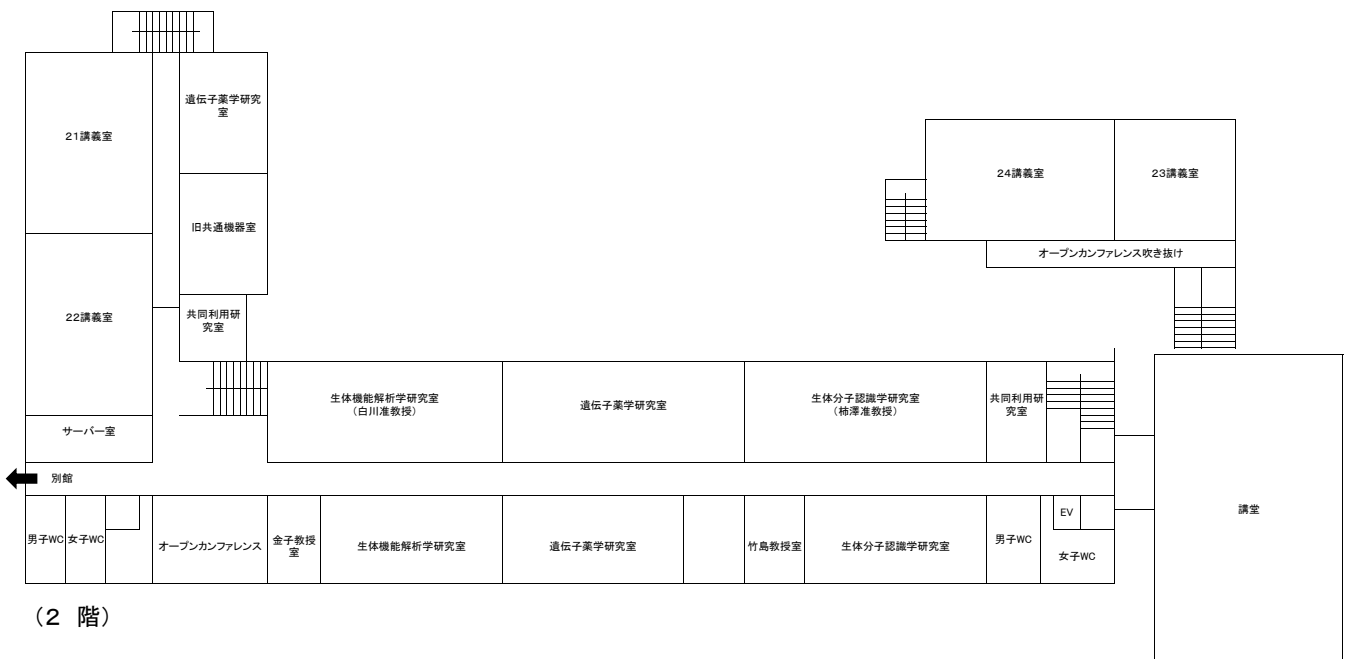 遺伝子薬学研究
室
21講義室
24講義室
23講義室
旧共通機器室
オープンカンファレンス吹き抜け
22講義室
共同利用研
究室
生体機能解析学研究室
（白川准教授）
遺伝子薬学研究室
生体分子認識学研究室
（柿澤准教授）
共同利用研
究室
サーバー室
別館
講堂
EV
男子WC
女子WC
オープンカンファレンス
金子教授
室
生体機能解析学研究室
遺伝子薬学研究室
竹島教授室
生体分子認識学研究室
男子WC
女子WC
（2　階）